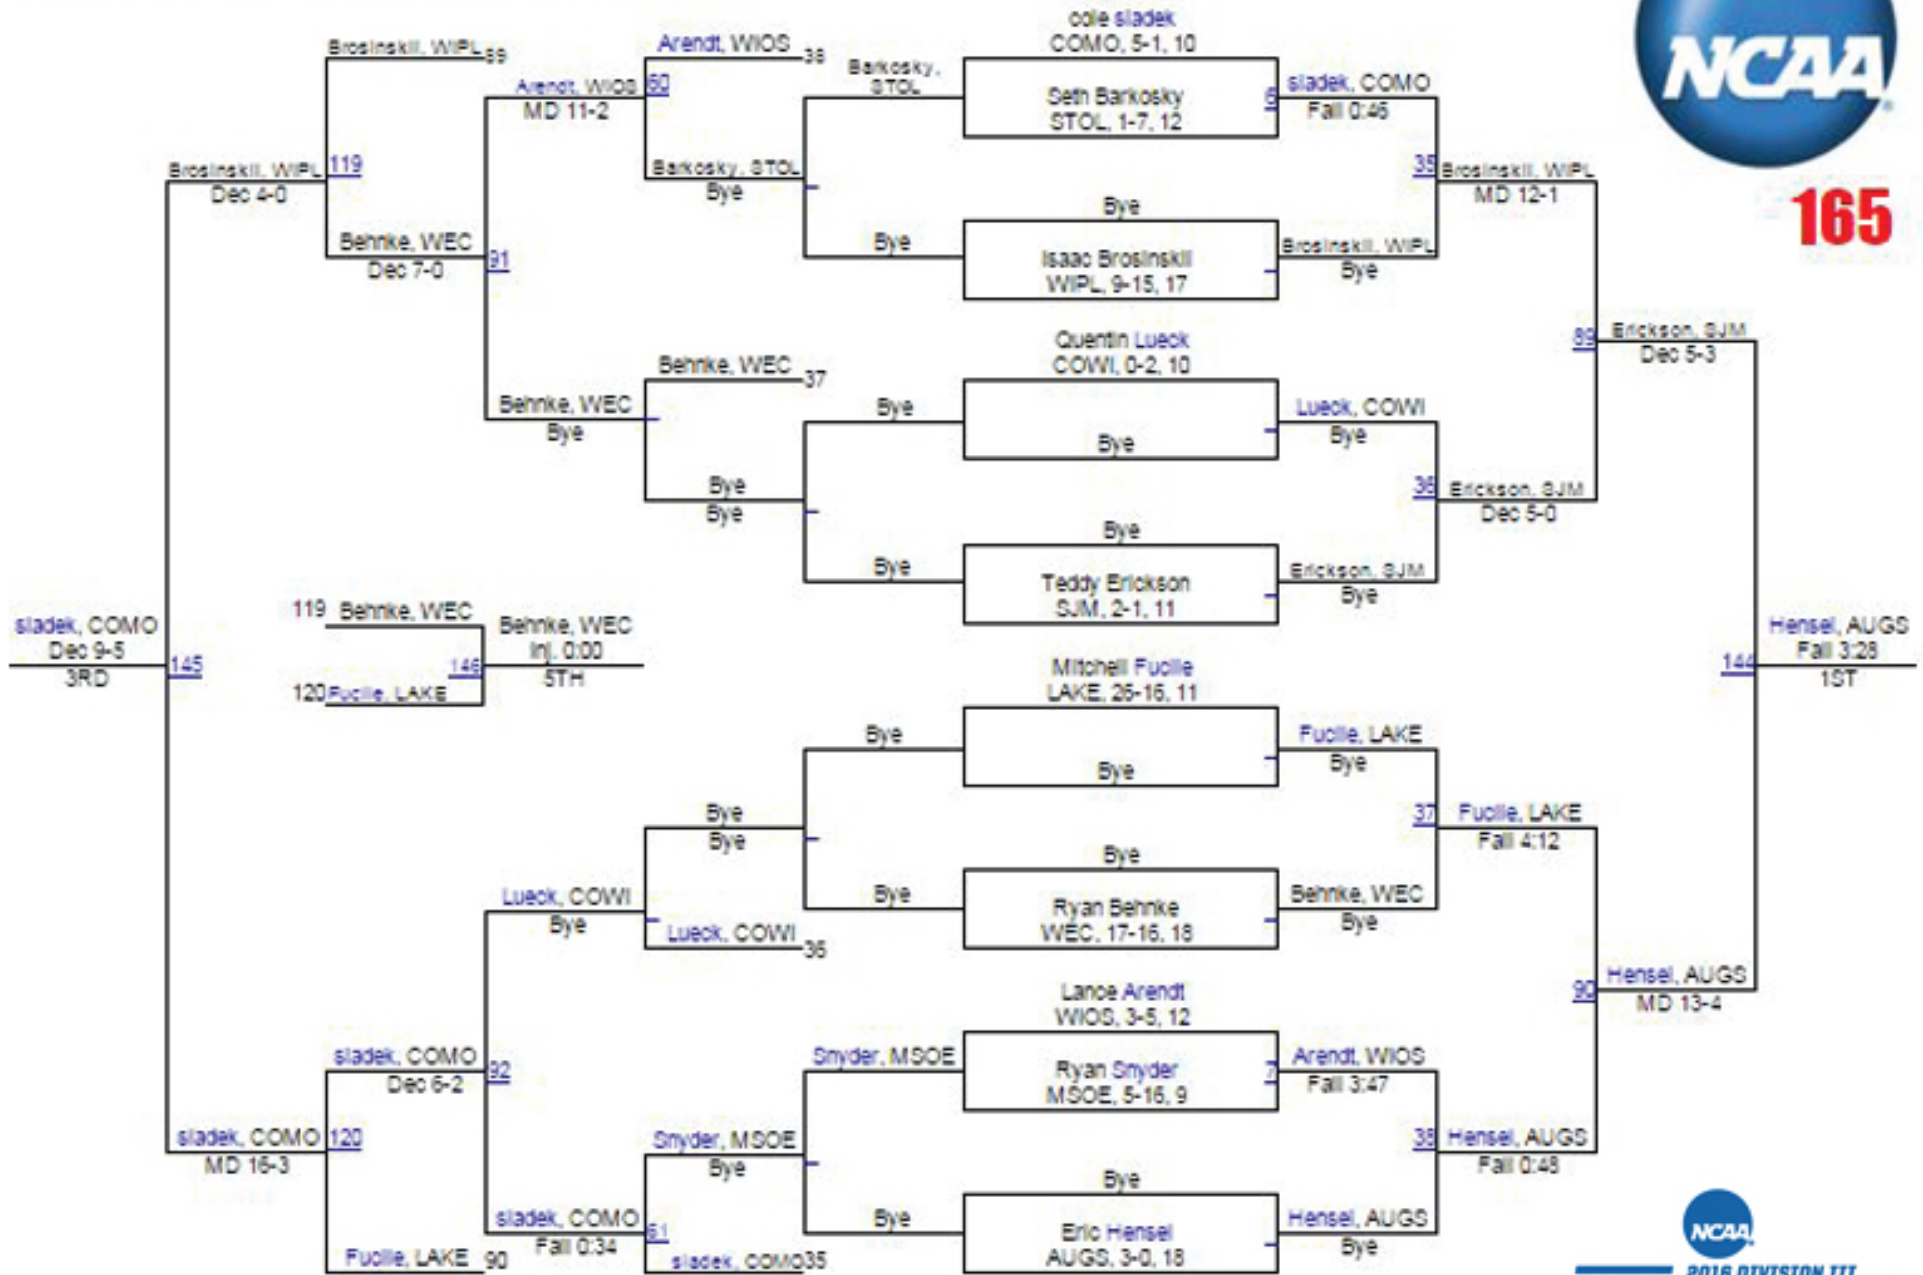 cole sladek
COMO, 5-1, 10
Seth Barkosky
STOL, 1-7, 12
Bye
Isaac Brosinskii
WIPL, 9-15, 17
Quentin Lueck
COWI, 0-2, 10
Bye
Bye
Teddy Erickson
SJM, 2-1, 11
Mitchell Fucile
LAKE, 26-16, 11
Bye
Bye
Ryan Behnke
WEC, 17-16, 18
Lance Arendt
WIOS, 3-5, 12
Ryan Snyder
MSOE, 5-16, 9
Bye
Eric Hensel
AUGS, 3-0, 18
6
sladek, COMO
Fall 0:46
Brosinskii, WIPL
Bye
Lueck, COWI
Bye
Erickson, SJM
Bye
Fucile, LAKE
Bye
Behnke, WEC
Bye
7
Arendt, WIOS
Fall 3:47
Hensel, AUGS
Bye
35
Brosinskii, WIPL
MD 12-1
36
Erickson, SJM
Dec 5-0
37
Fucile, LAKE
Fall 4:12
38
Hensel, AUGS
Fall 0:48
89
Erickson, SJM
Dec 5-3
90
Hensel, AUGS
MD 13-4
144
Hensel, AUGS
Fall 3:28
1ST
Barkosky,
STOL
Bye
Bye
Bye
Bye
Bye
Snyder, MSOE
Bye
Arendt, WIOS
38
Barkosky, STOL
Bye
Behnke, WEC
37
Bye
Bye
Bye
Bye
Lueck, COWI
36
Snyder, MSOE
Bye
sladek, COMO
35
Arendt, WIOS
MD 11-2
60
Behnke, WEC
Bye
Lueck, COWI
Bye
sladek, COMO
Fall 0:34
61
Brosinskii, WIPL
89
Behnke, WEC
Dec 7-0
91
sladek, COMO
Dec 6-2
92
Fucile, LAKE
90
Brosinskii, WIPL
Dec 4-0
119
sladek, COMO
MD 16-3
120
sladek, COMO
Dec 9-5
3RD
145
119 Behnke, WEC
120 Fucile, LAKE
146
Behnke, WEC
Inj. 0:00
5TH
NCAA
165
NCAA
2016 DIVISION III